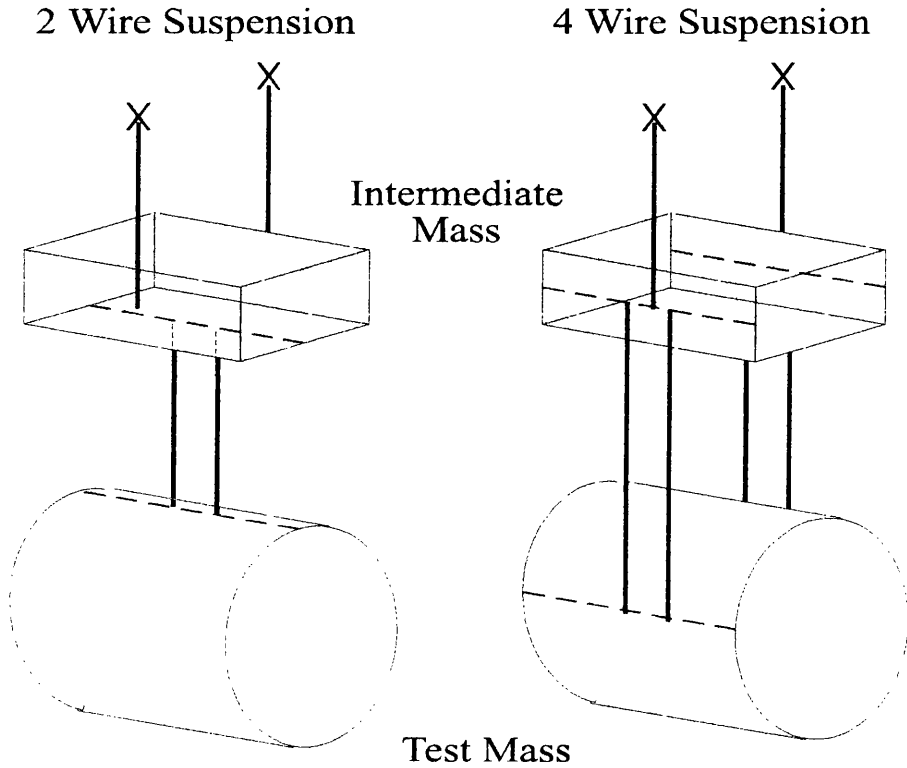 2 Wire Suspension
4 Wire Suspension
Intermediate
Mass
Test Mass